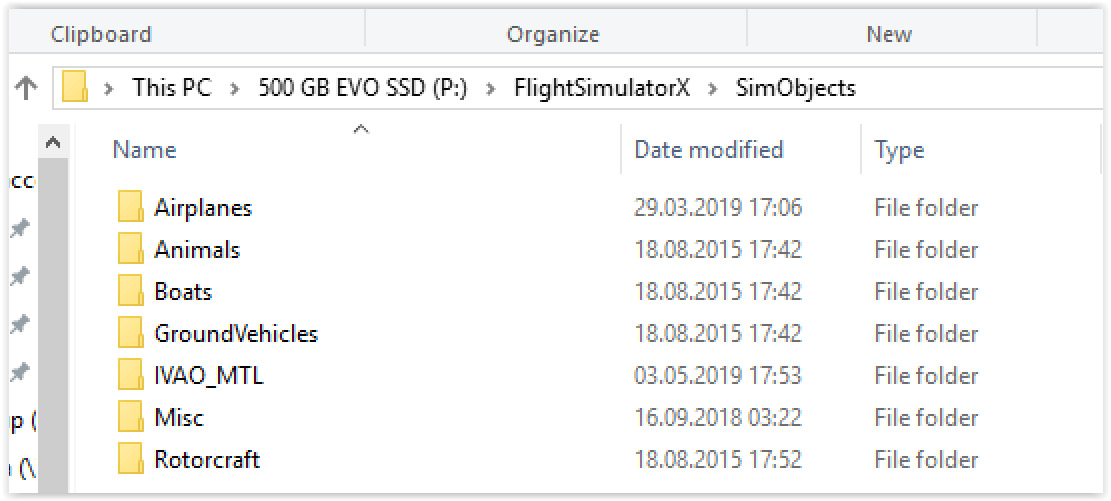 Clipboard Organize New
This PC 500 GB EVO SSD (P:) FlightSimulatorX SimObjects
Name Date modified Type
Airplanes 29.03.2019 17:06 File folder
Animals 18.08.2015 17:42 File folder
Boats 18.08.2015 17:42 File folder
GroundVehicles 18.08.2015 17:42 File folder
IVAO_MTL 03.05.2019 17:53 File folder
Misc 16.09.2018 03:22 File folder
Rotorcraft 18.08.2015 17:52 File folder